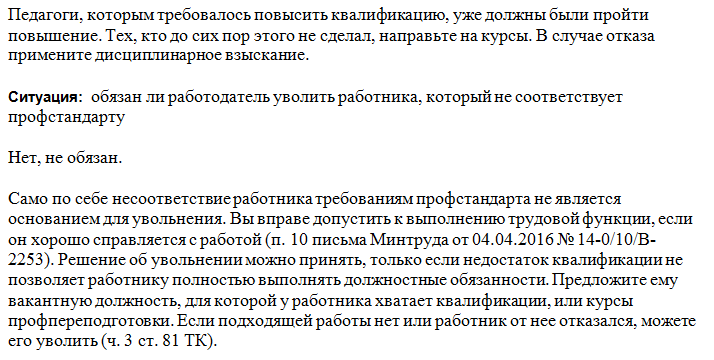 Педагоги, которым требовалось повысить квалификацию, уже должны были пройти
повышение. Тех, кто до сих пор этого не сделал, направьте на курсы. В случае отказа
примените дисциплинарное взыскание.
Ситуация: обязан ли работодатель уволить работника, который не соответствует
профстандарту
Нет, не обязан.
Само по себе несоответствие работника требованиям профстандарта не является
основанием для увольнения. Вы вправе допустить к выполнению трудовой функции, если
он хорошо справляется с работой (п. 10 письма Минтруда от 04.04.2016 № 14-0/10/В-
2253). Решение об увольнении можно принять, только если недостаток квалификации не
позволяет работнику полностью выполнять должностные обязанности. Предложите ему
вакантную должность, для которой у работника хватает квалификации, или курсы
профпереподготовки. Если подходящей работы нет или работник от нее отказался, можете
его уволить (ч. 3 ст. 81 ТК).